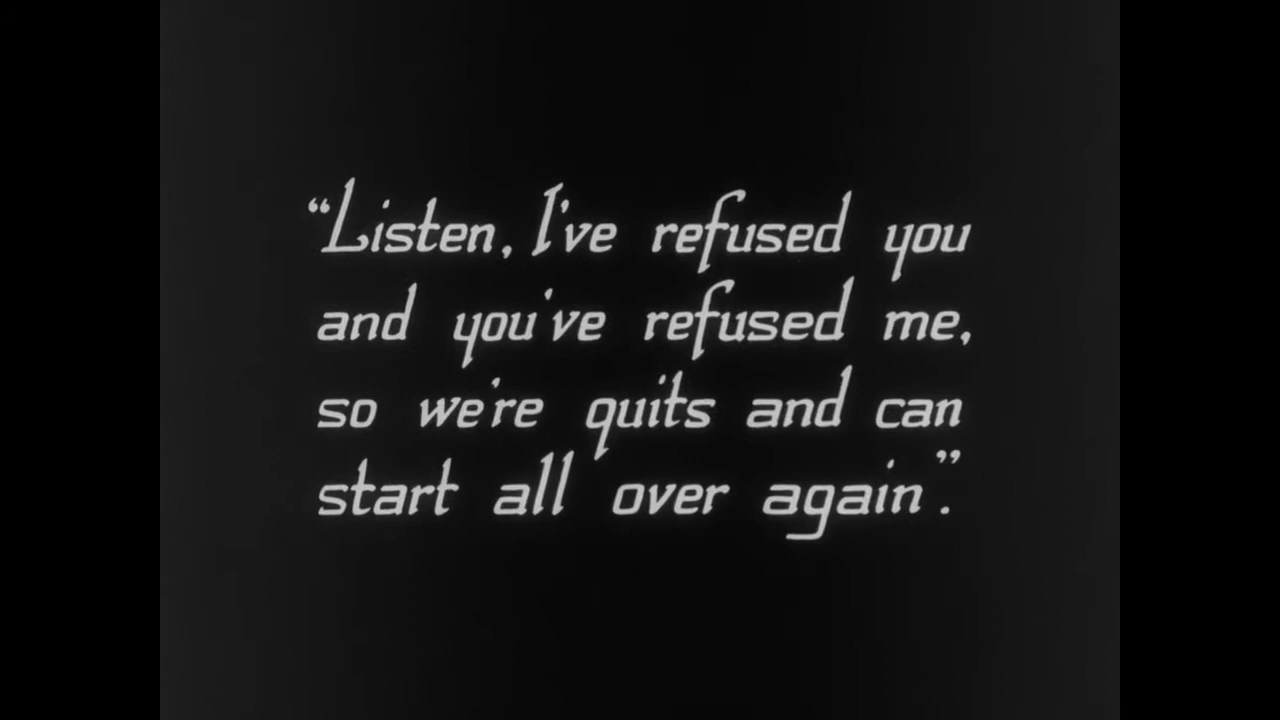 “Listen, I've refused you
and you've refused me,
so we're quits and can
start all over again”.